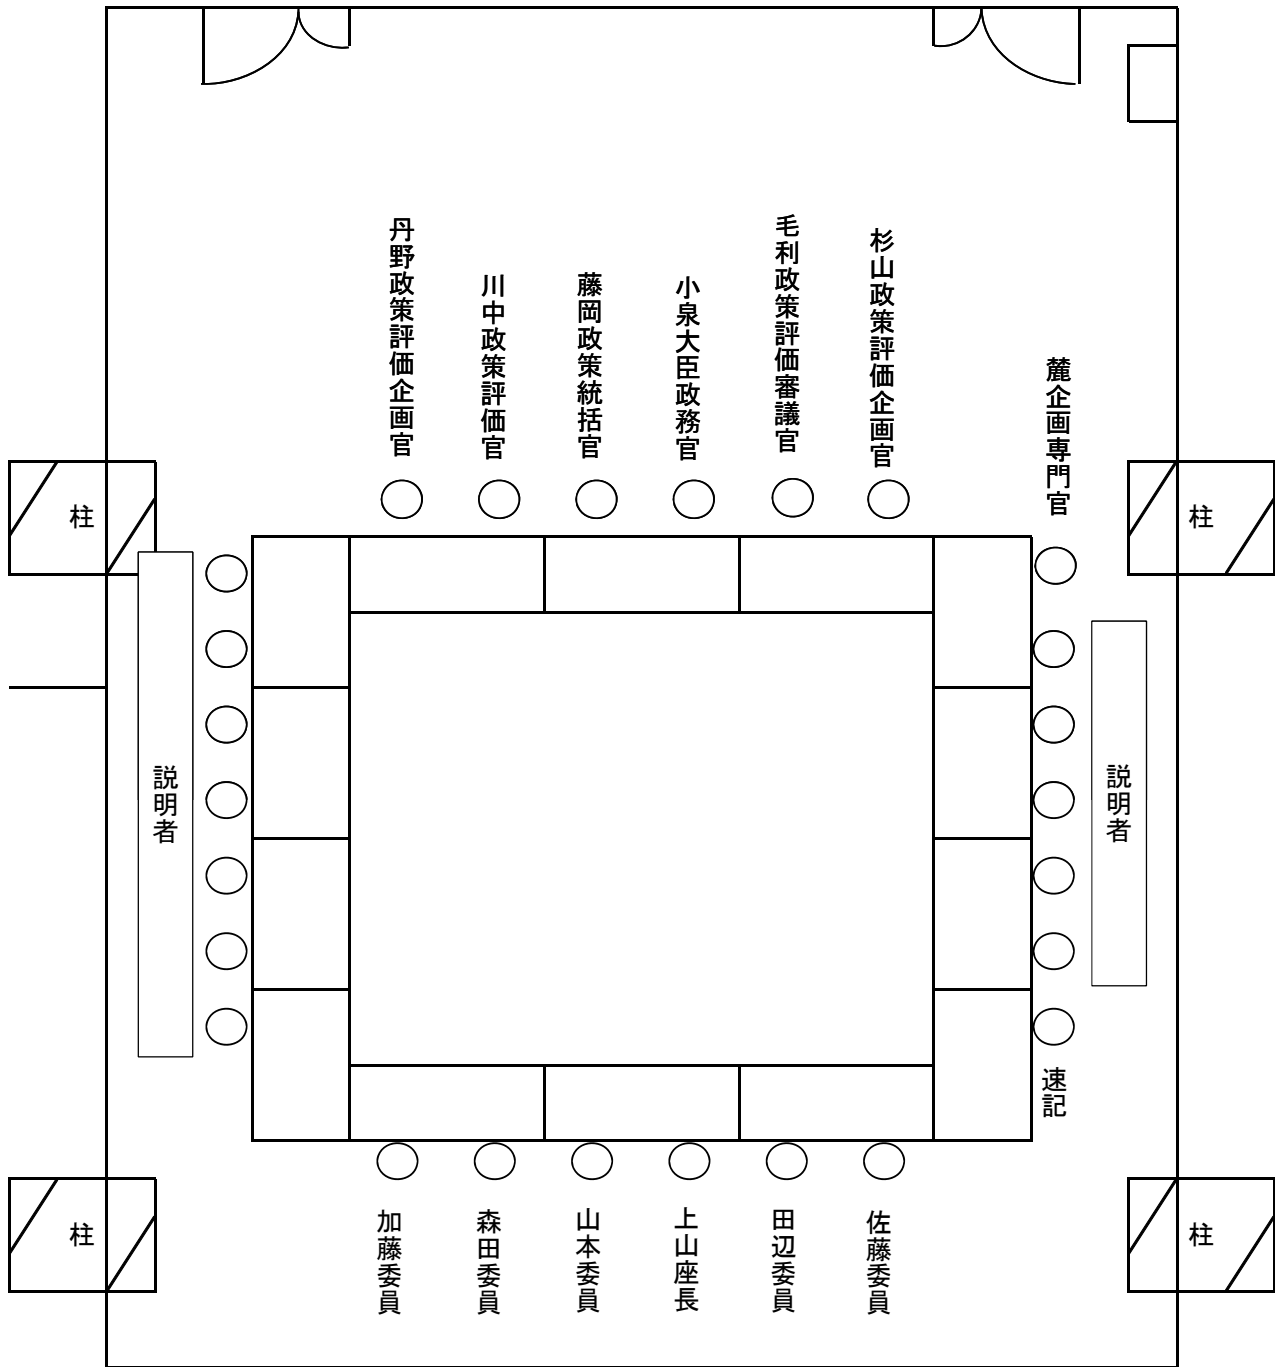 丹野政策評価企画官
川中政策評価官
藤岡政策統括官
小泉大臣政務官
毛利政策評価審議官
杉山政策評価企画官
麓企画専門官
柱
柱
説明者
説明者
速記
柱
柱
加藤委員
森田委員
山本委員
上山座長
田辺委員
佐藤委員